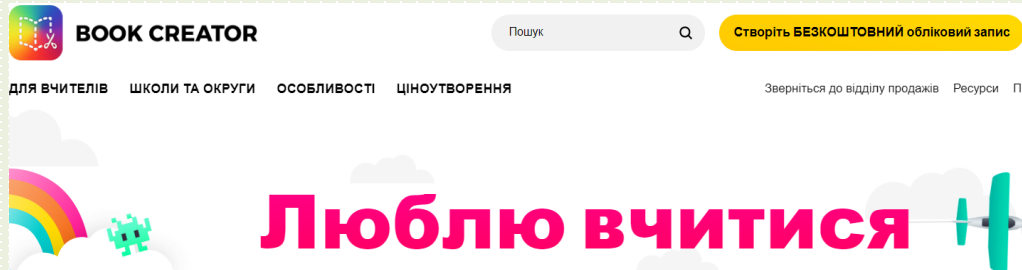 BOOK CREATOR
Пошук
Створіть БЕЗКОШТОВНИЙ обліковий запис
ДЛЯ ВЧИТЕЛІВ ШКОЛИ ТА ОКРУГИ ОСОБЛИВОСТІ ЦІНОУТВОРЕННЯ
Зверніться до відділу продажів Ресурси
Люблю вчитися